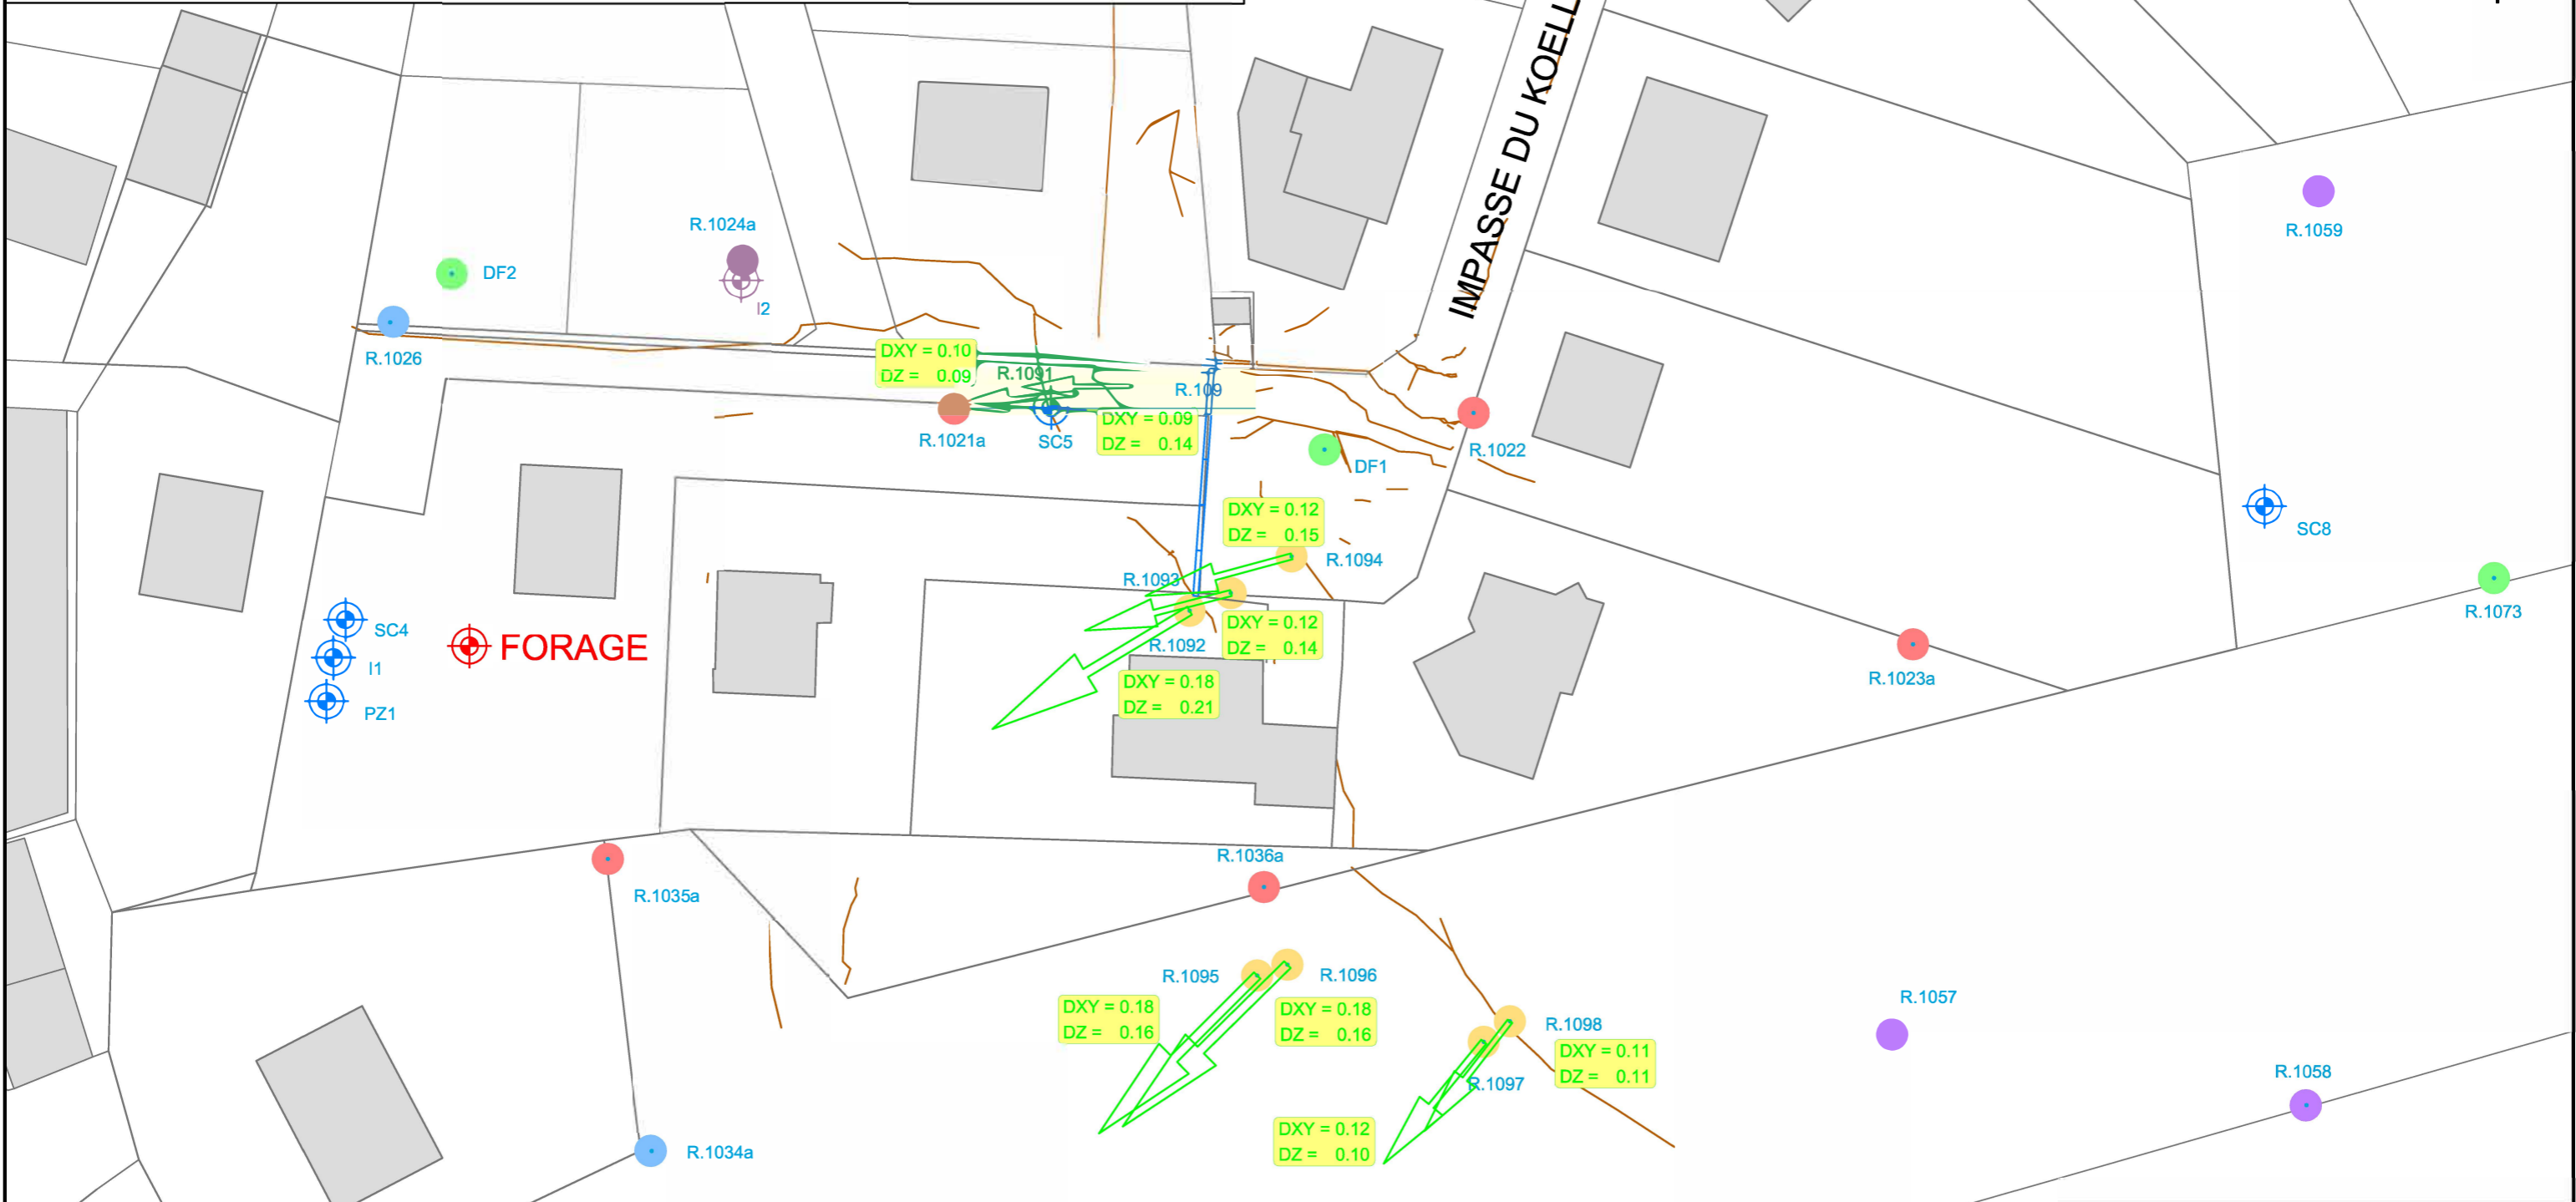 IMPASSE DU KOELL
R.1024a
R.1059
DF2
I2
R.1026
DXY = 0.10
DZ = 0.09
R.1091
R.109
R.1021a
SC5
DXY = 0.09
DZ = 0.14
R.1022
DF1
DXY = 0.12
DZ = 0.15
SC8
R.1094
R.1093
R.1073
SC4
FORAGE
I1
PZ1
DXY = 0.12
DZ = 0.14
R.1092
DXY = 0.18
DZ = 0.21
R.1023a
R.1036a
R.1035a
R.1095
R.1096
DXY = 0.18
DZ = 0.16
DXY = 0.18
DZ = 0.16
R.1057
R.1098
DXY = 0.11
DZ = 0.11
R.1097
R.1058
DXY = 0.12
DZ = 0.10
R.1034a